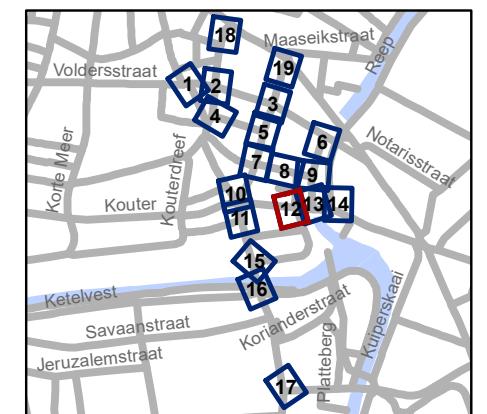 18
Maaseikstraat
Reep
19
Voldersstraat
1
2
3
4
5
6
Notarisstraat
7
8
9
Korte Meer
Kouterdreef
10
Kouter
11
12
13
14
15
16
Ketelvest
Korianderstraat
Kuiperskaai
Savaanstraat
Platteberg
Jeruzalemstraat
17